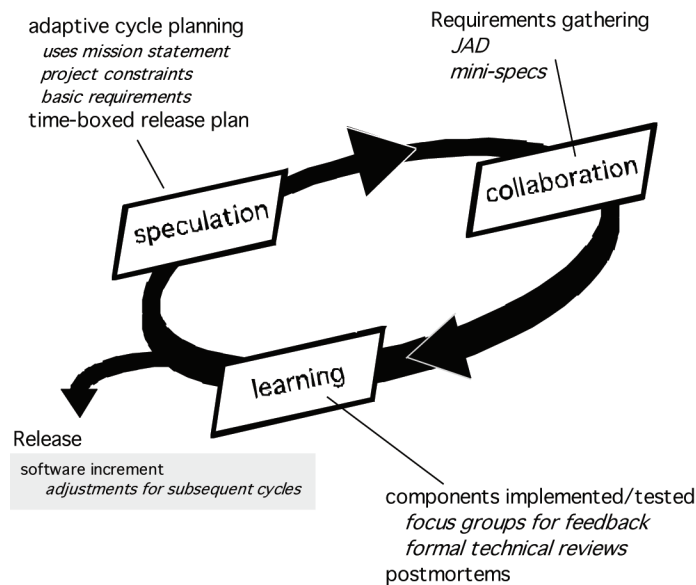 adaptive cycle planning
uses mission statement
project constraints
basic requirements
time-boxed release plan
Requirements gathering
JAD
mini-specs
speculation
collaboration
learning
Release
software increment
adjustments for subsequent cycles
components implemented/tested
focus groups for feedback
formal technical reviews
postmortems